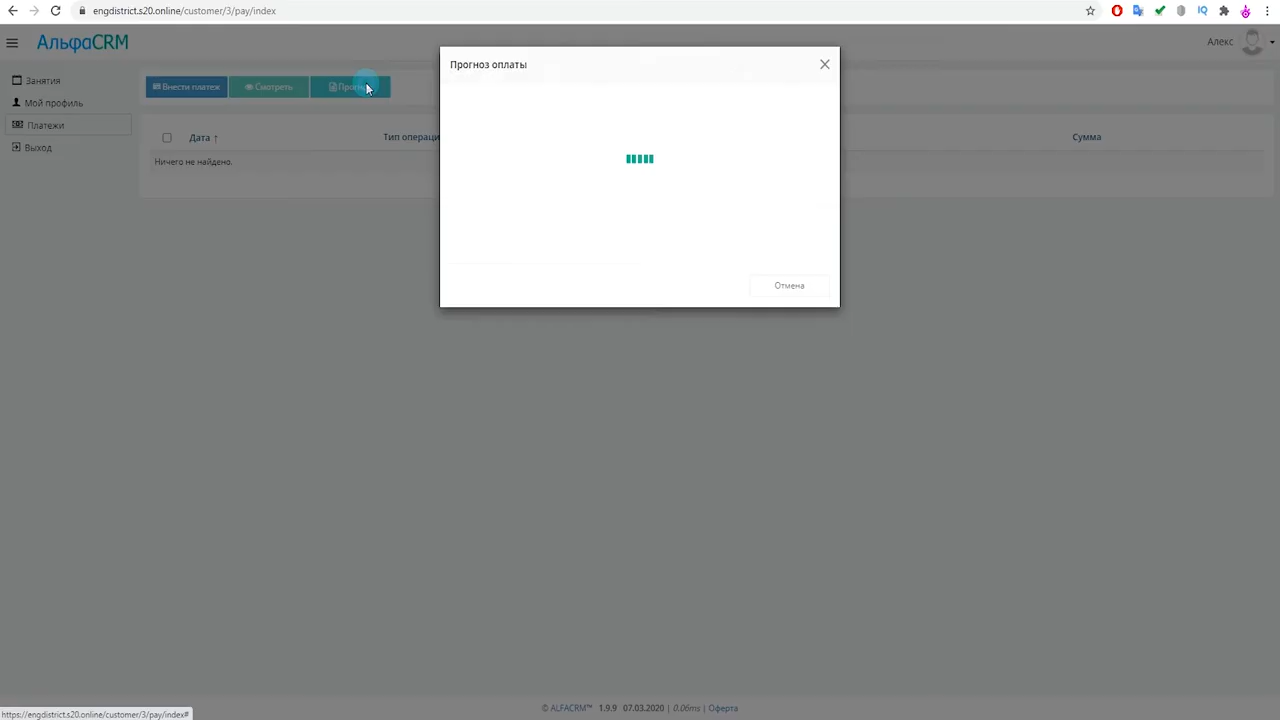 engdistrict.s20.online/customer/3/pay/index
АльфаCRM
Алекс
Занятия
Мой профиль
Платежи
Выход
Внести платеж
Смотреть
Дата ↑
Сумма
Ничего не найдено.
Прогноз оплаты
Отмена
© ALFACRM™ 1.9.9 07.03.2020 | 0.06ms | Оферта
https://engdistrict.s20.online/customer/3/pay/index#